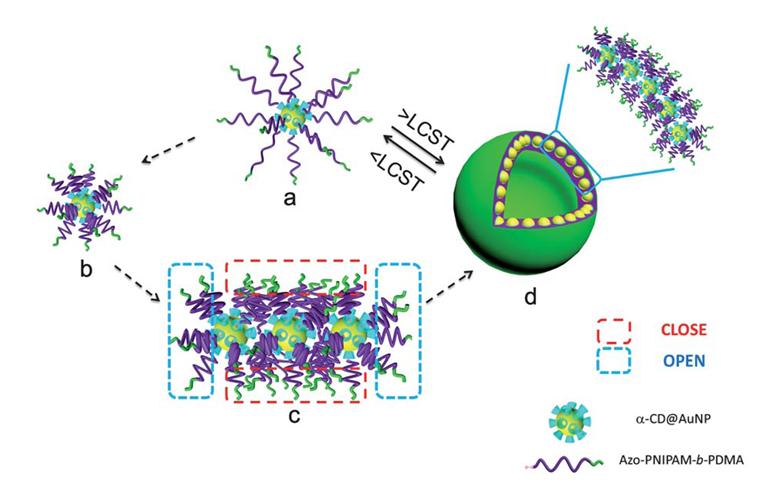 >LCST
<LCST
a
b
c
d
CLOSE
OPEN
α-CD@AuNP
Azo-PNIPAM-b-PDMA